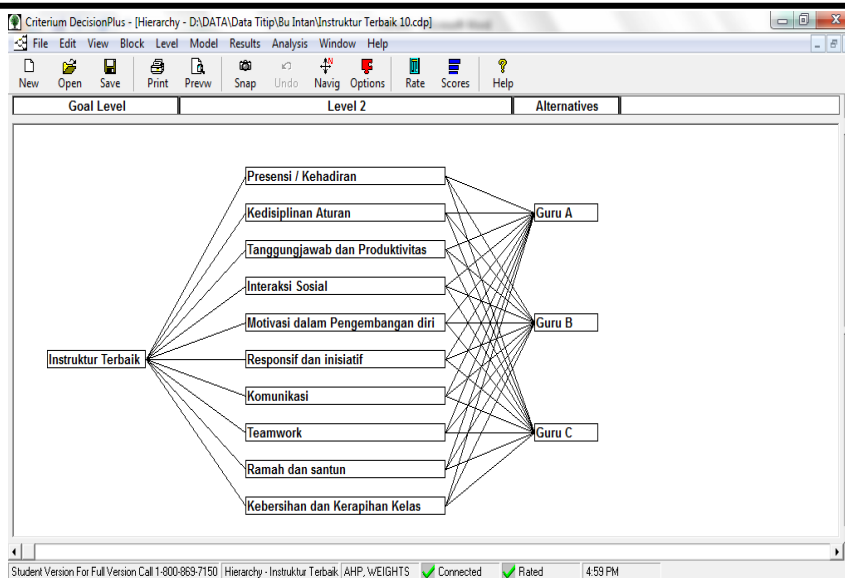 Criterium DecisionPlus - [Hierarchy - D:\DATA\Data Titip\Bu Intan\Instruktur Terbaik 10.cdp]
File Edit View Block Level Model Results Analysis Window Help
New Open Save Print Prevw Snap Undo Navig Options Rate Scores Help
Goal Level Level 2 Alternatives
Presensi / Kehadiran
Kedisiplinan Aturan
Guru A
Tanggungjawab dan Produktivitas
Interaksi Sosial
Motivasi dalam Pengembangan diri
Guru B
Instruktur Terbaik
Responsif dan inisiatif
Komunikasi
Teamwork
Guru C
Ramah dan santun
Kebersihan dan Kerapihan Kelas
Student Version For Full Version Call 1-800-869-7150 Hierarchy - Instruktur Terbaik AHP, WEIGHTS Connected Rated 4:59 PM